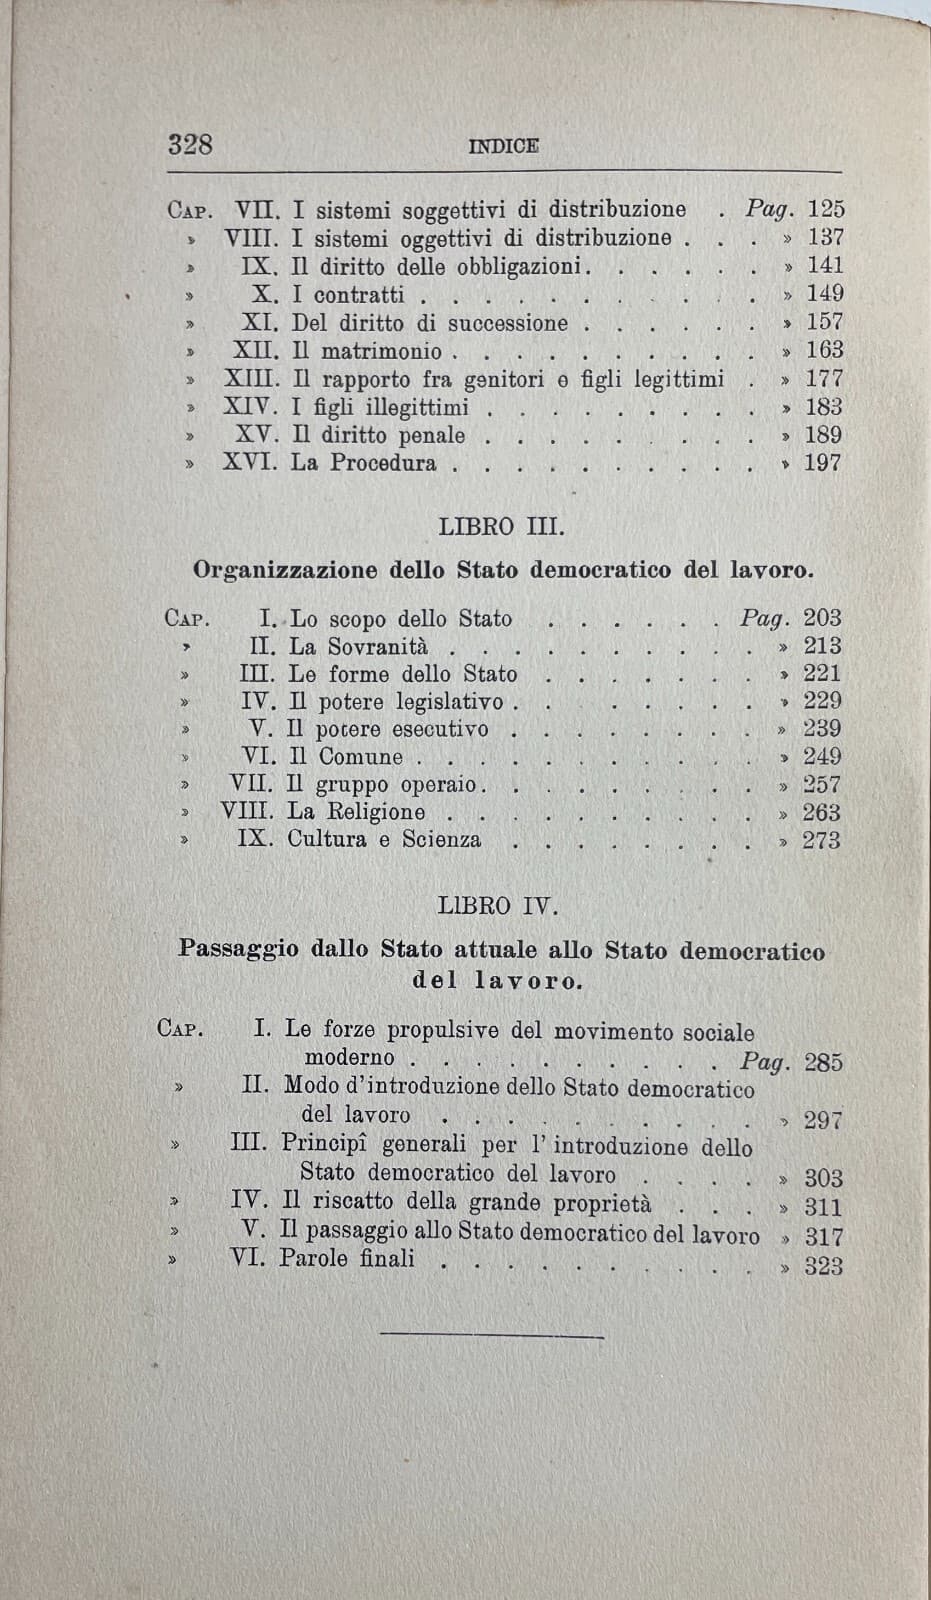 328 INDICE
CAP. VII. I sistemi soggettivi di distribuzione . Pag. 125
» VIII. I sistemi oggettivi di distribuzione . . . » 137
» IX. Il diritto delle obbligazioni . . . . . . » 141
» X. I contratti . . . . . . . . . . . » 149
» XI. Del diritto di successione . . . . . . » 157
» XII. Il matrimonio . . . . . . . . . . » 163
» XIII. Il rapporto fra genitori e figli legittimi . » 177
» XIV. I figli illegittimi . . . . . . . . . » 183
» XV. Il diritto penale . . . . . . . . . » 189
» XVI. La Procedura . . . . . . . . . . » 197
LIBRO III.
Organizzazione dello Stato democratico del lavoro.
CAP. I. Lo scopo dello Stato . . . . . . Pag. 203
» II. La Sovranità . . . . . . . . . . » 213
» III. Le forme dello Stato . . . . . . . » 221
» IV. Il potere legislativo . . . . . . . » 229
» V. Il potere esecutivo . . . . . . . . » 239
» VI. Il Comune . . . . . . . . . . . » 249
» VII. Il gruppo operaio . . . . . . . . . » 257
» VIII. La Religione . . . . . . . . . . » 263
» IX. Cultura e Scienza . . . . . . . . » 273
LIBRO IV.
Passaggio dallo Stato attuale allo Stato democratico
del lavoro.
CAP. I. Le forze propulsive del movimento sociale
moderno . . . . . . . . . . Pag. 285
» II. Modo d'introduzione dello Stato democratico
del lavoro . . . . . . . . . . » 297
» III. Principî generali per l'introduzione dello
Stato democratico del lavoro . . . . » 303
» IV. Il riscatto della grande proprietà . . . » 311
» V. Il passaggio allo Stato democratico del lavoro » 317
» VI. Parole finali . . . . . . . . . . » 323